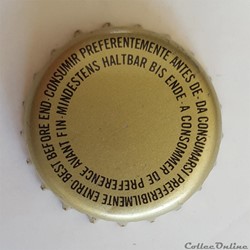 BEST BEFORE END · CONSUMIR PREFERENTEMENTE ANTES DE · DA CONSUMARSI PREFERIBILMENTE ENTRO
MINDESTENS HALTBAR BIS ENDE · A CONSOMMER DE PREFERENCE AVANT FIN ·
CollecOnline